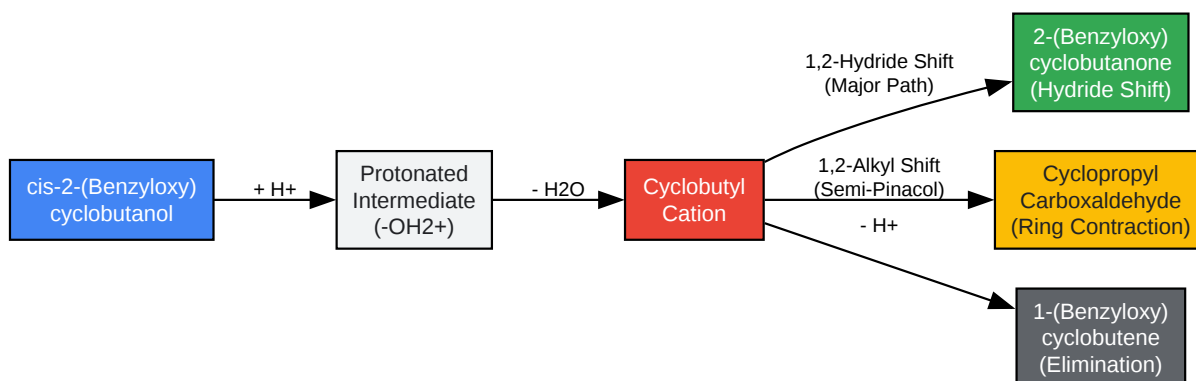 cis-2-(Benzyloxy)
cyclobutanol
+ H+
Protonated
Intermediate
(-OH2+)
- H2O
Cyclobutyl
Cation
1,2-Hydride Shift
(Major Path)
2-(Benzyloxy)
cyclobutanone
(Hydride Shift)
1,2-Alkyl Shift
(Semi-Pinacol)
Cyclopropyl
Carboxaldehyde
(Ring Contraction)
- H+
1-(Benzyloxy)
cyclobutene
(Elimination)